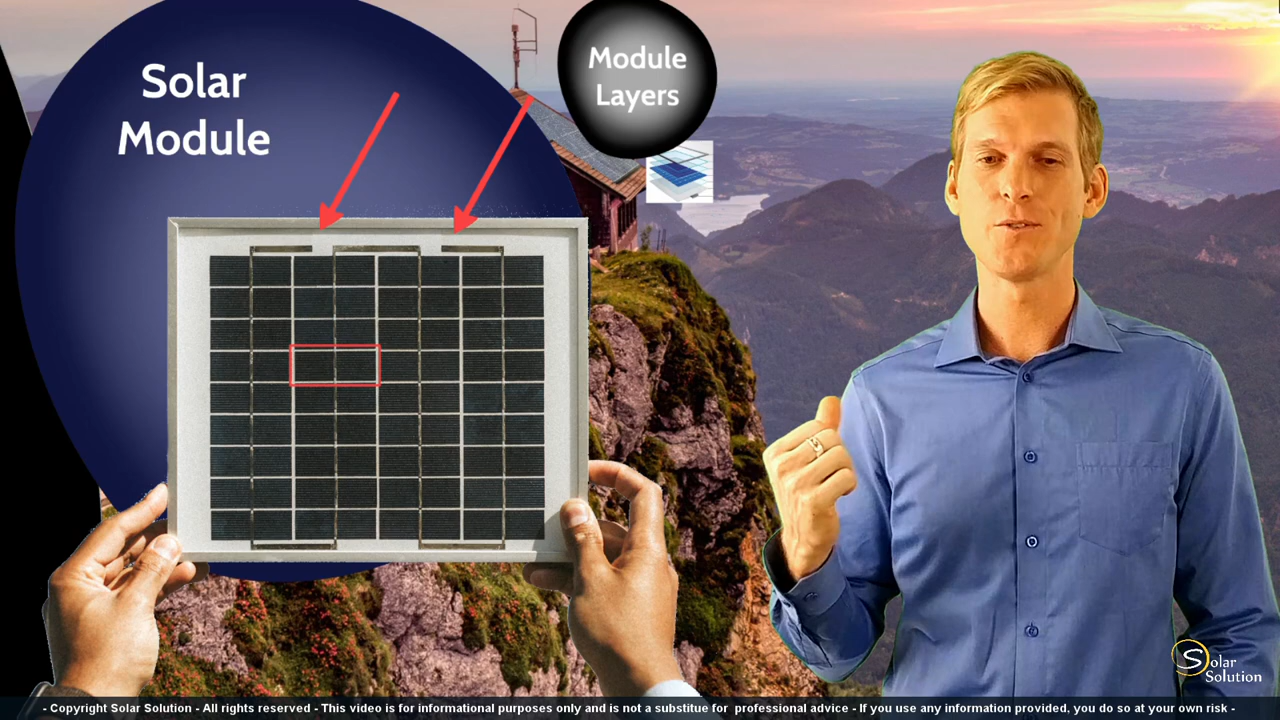 Solar
Module
Module
Layers
Solar
Solution
- Copyright Solar Solution - All rights reserved - This video is for informational purposes only and is not a substitue for professional advice - If you use any information provided, you do so at your own risk -